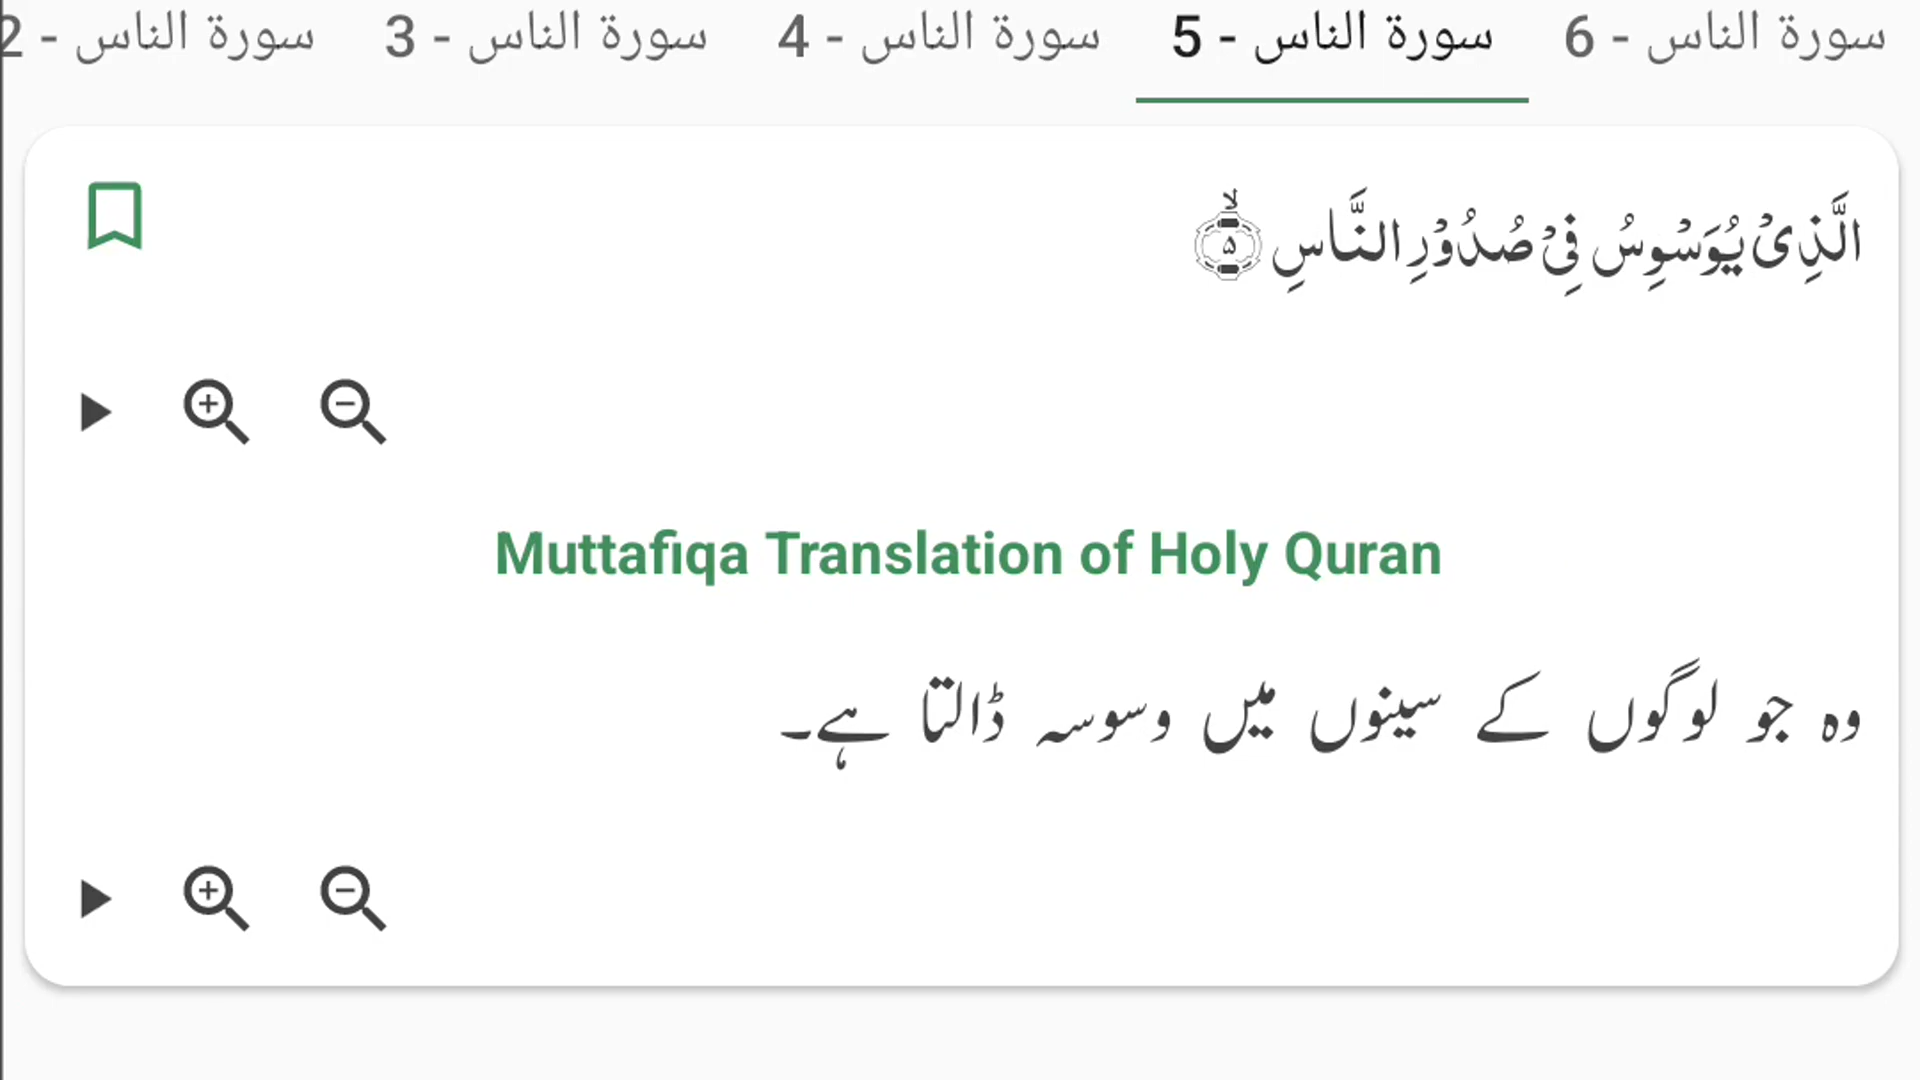 سورة الناس - 2 سورة الناس - 3 سورة الناس - 4 سورة الناس - 5 سورة الناس - 6
الَّذِیْ یُوَسْوِسُ فِیْ صُدُوْرِ النَّاسِ ۙ﴿۵﴾
Muttafiqa Translation of Holy Quran
وہ جو لوگوں کے سینوں میں وسوسہ ڈالتا ہے۔